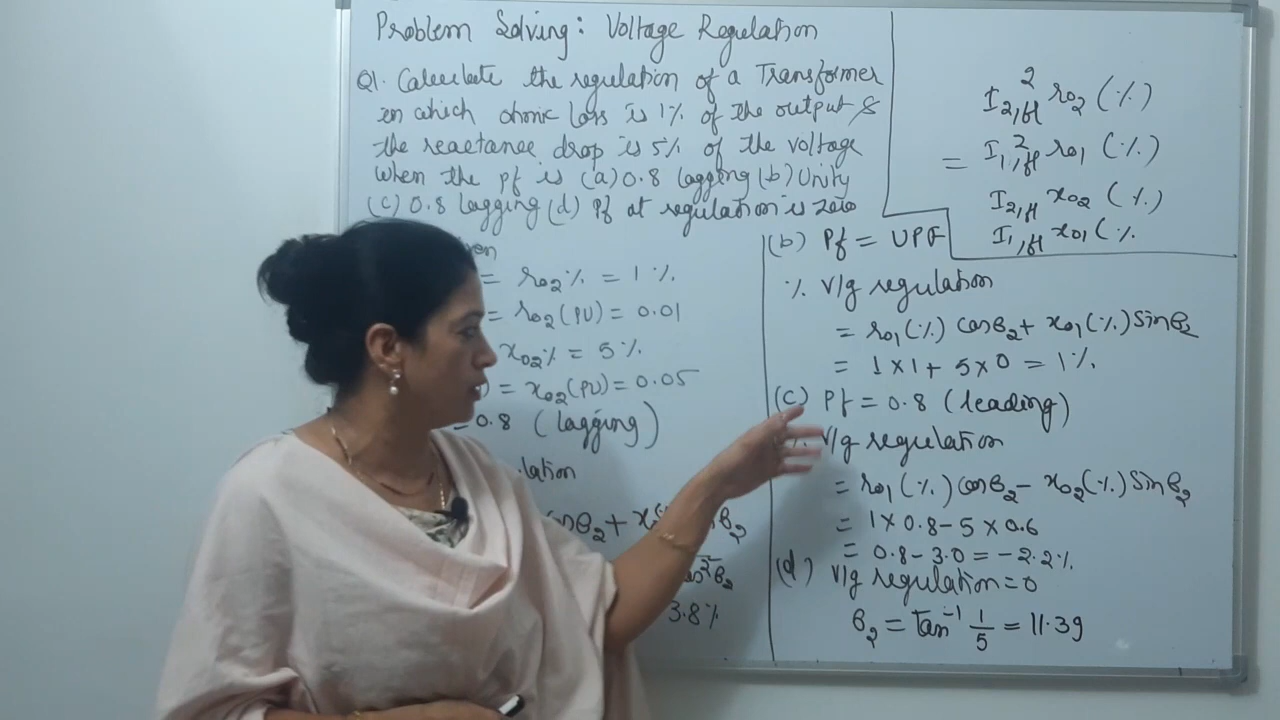 Problem Solving: Voltage Regulation
Q1. Calculate the regulation of a Transformer
in which ohmic loss is 1% of the output &
the reactance drop is 5% of the voltage
when the pf is (a) 0.8 lagging (b) Unity
(c) 0.8 lagging (d) Pf at regulation is zero
= r02% = 1%.
= r02(PU) = 0.01
x02% = 5%.
= x02(PU) = 0.05
= 0.8 (lagging)
lation
cosθ2 + θ2
θ2
3.8%
I2,fl² r02 (%)
= I1,fl² r01 (%)
I2,fl x02 (%)
I1,fl x01 (%
(b) Pf = UPF
% V/g regulation
= r01(%) cosθ2 + x01(%) Sinθ2
= 1×1 + 5×0 = 1%.
(c) Pf = 0.8 (leading)
%. V/g regulation
= r01(%) cosθ2 - x02(%) Sinθ2
= 1×0.8 - 5×0.6
= 0.8 - 3.0 = -2.2%.
(d) V/g regulation = 0
θ2 = Tan⁻¹ 1/5 = 11.39